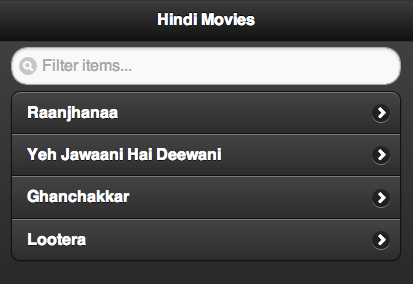 Hindi Movies
Filter items...
Raanjhanaa
Yeh Jawaani Hai Deewani
Ghanchakkar
Lootera